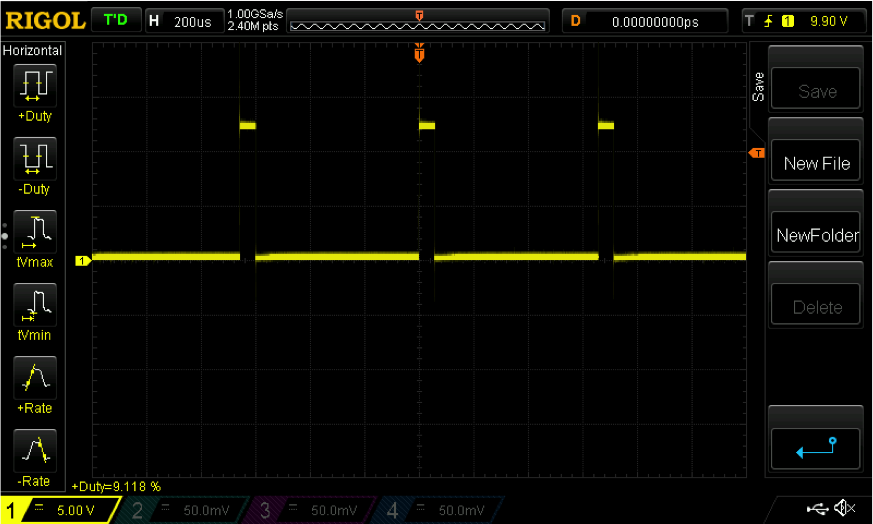 RIGOL T'D H 200us 1.00GSa/s D 0.00000000ps T 1 9.90 V
2.40M pts
T
Horizontal
+Duty
-Duty
tVmax
tVmin
+Rate
-Rate
T
1
Save
Save
New File
NewFolder
Delete
+Duty=9.118 %
1 = 5.00 V 2 = 50.0mV 3 = 50.0mV 4 = 50.0mV